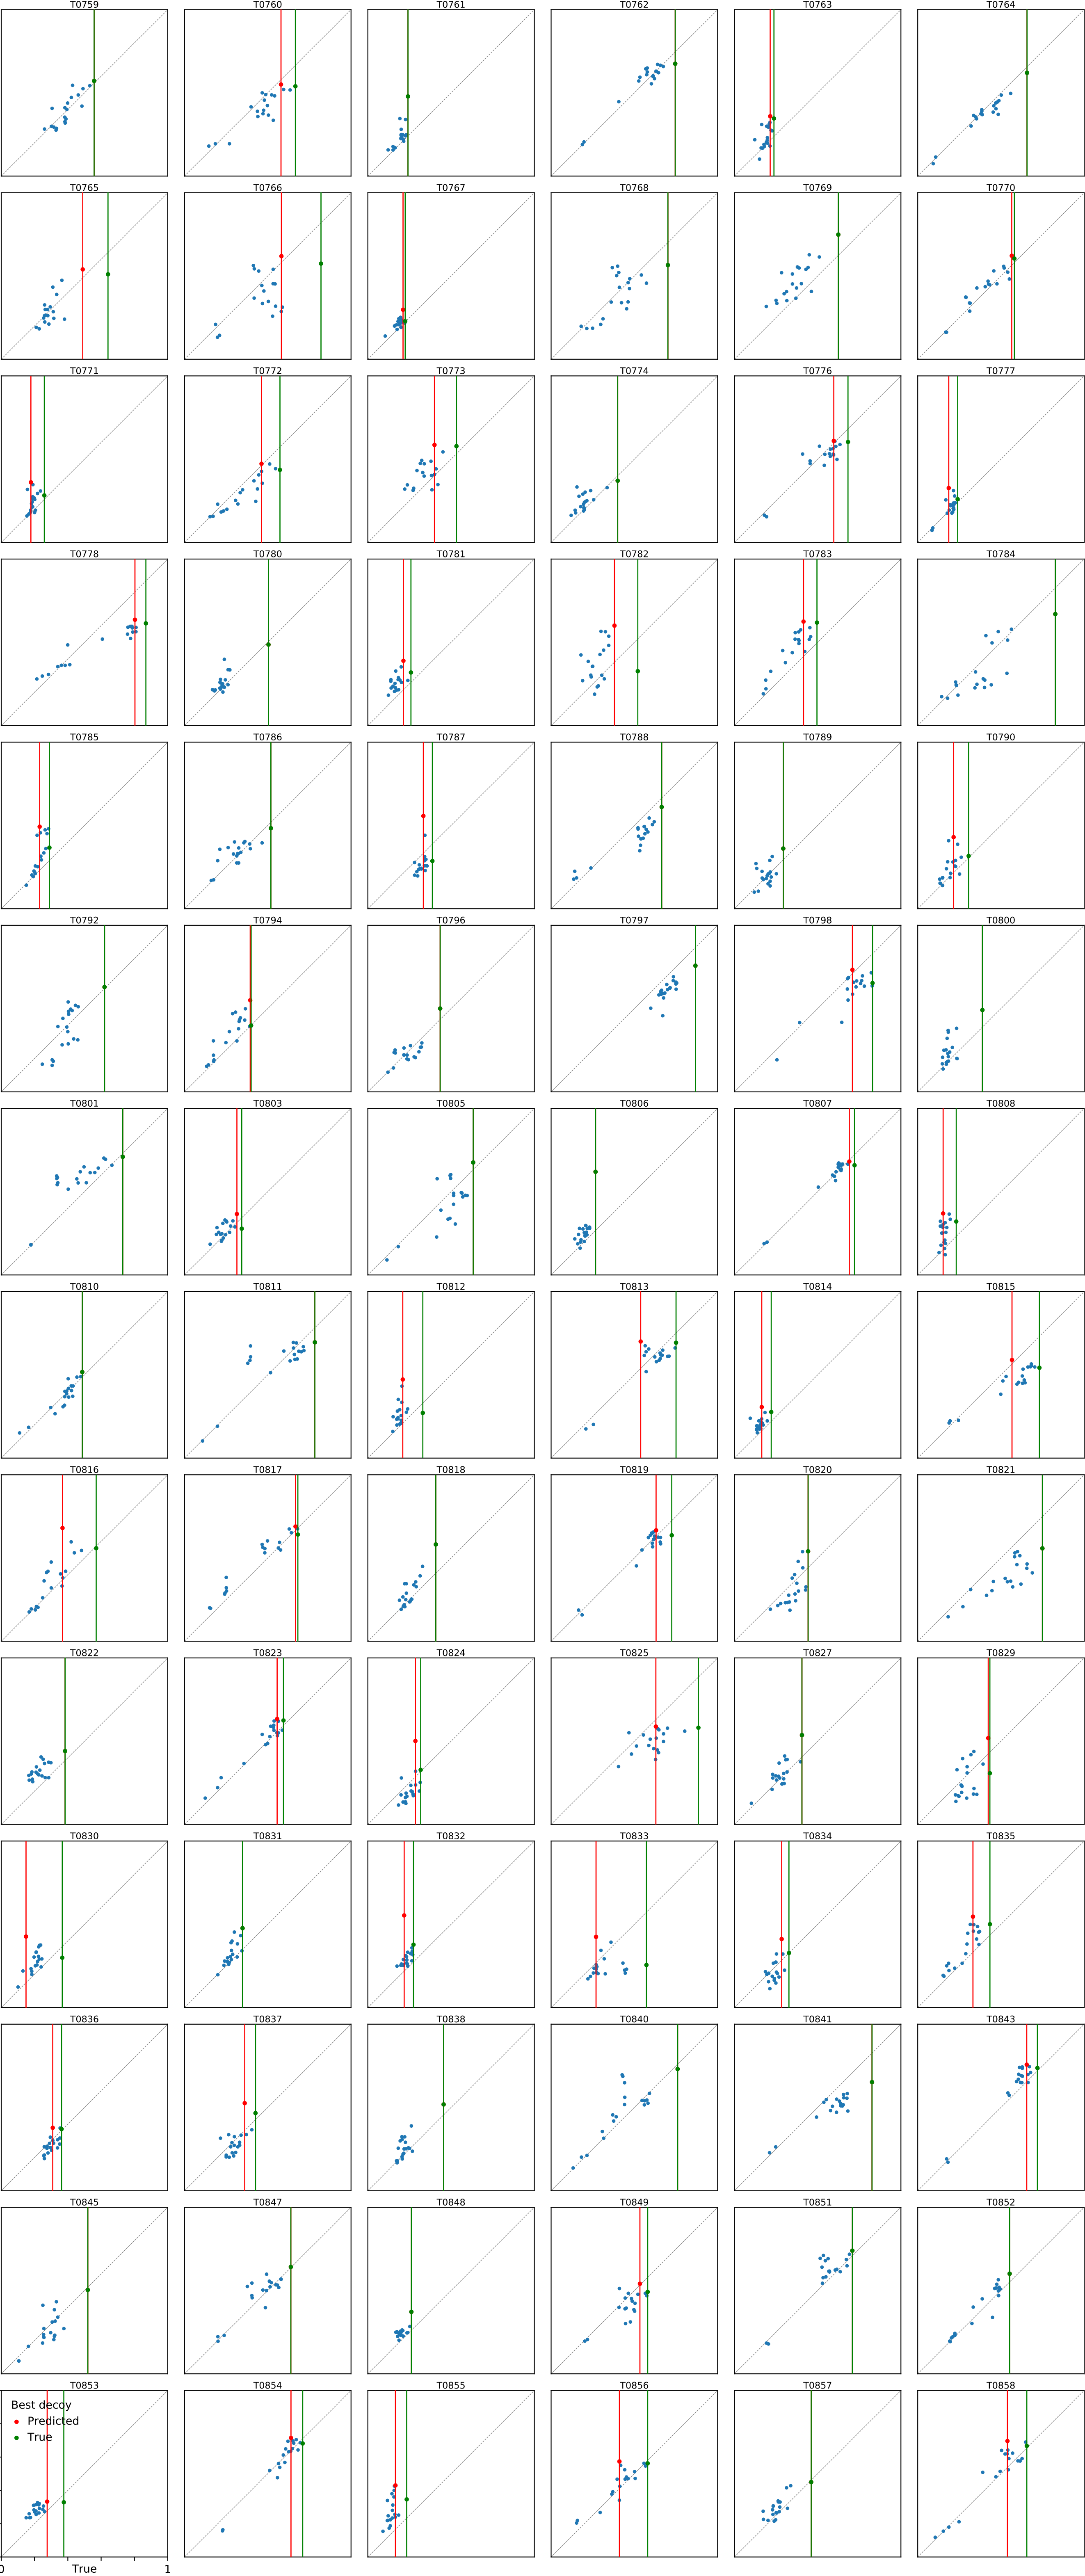 T0759 T0760 T0761 T0762 T0763 T0764
T0765 T0766 T0767 T0768 T0769 T0770
T0771 T0772 T0773 T0774 T0776 T0777
T0778 T0780 T0781 T0782 T0783 T0784
T0785 T0786 T0787 T0788 T0789 T0790
T0792 T0794 T0796 T0797 T0798 T0800
T0801 T0803 T0805 T0806 T0807 T0808
T0810 T0811 T0812 T0813 T0814 T0815
T0816 T0817 T0818 T0819 T0820 T0821
T0822 T0823 T0824 T0825 T0827 T0829
T0830 T0831 T0832 T0833 T0834 T0835
T0836 T0837 T0838 T0840 T0841 T0843
T0845 T0847 T0848 T0849 T0851 T0852
T0853 T0854 T0855 T0856 T0857 T0858
Best decoy
Predicted
True
0 True 1